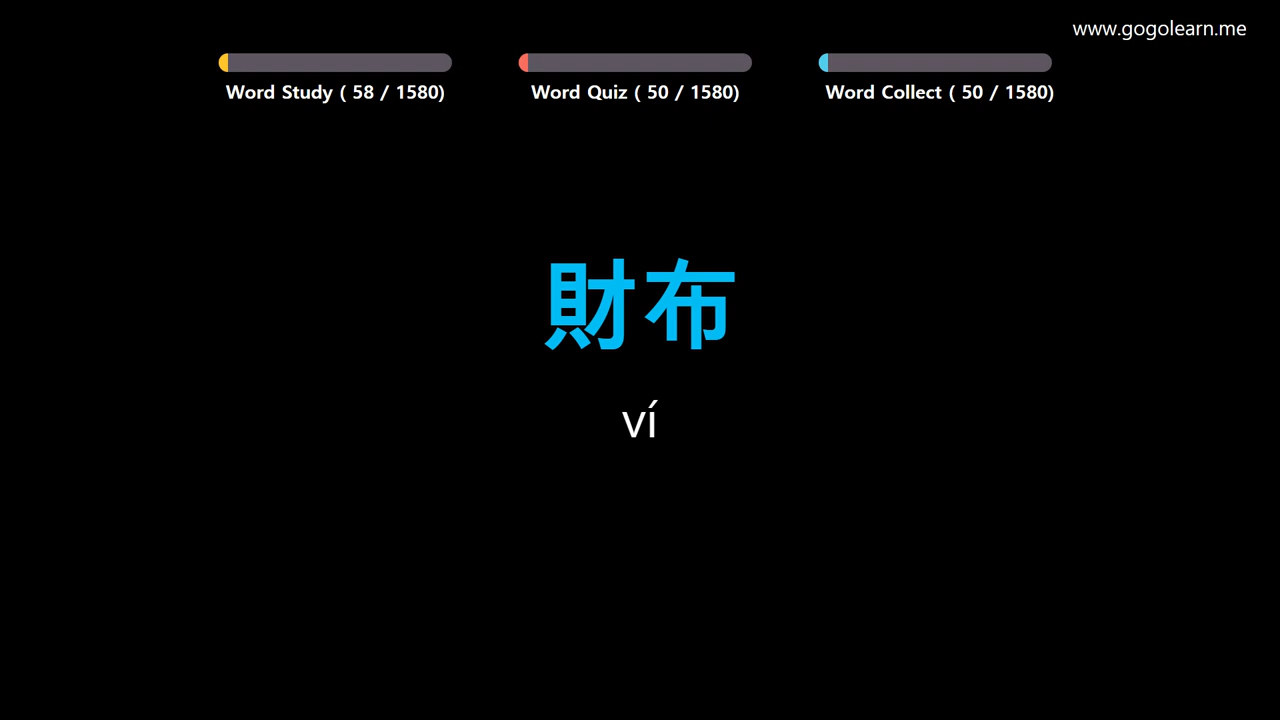 www.gogolearn.me
Word Study ( 58 / 1580)
Word Quiz ( 50 / 1580)
Word Collect ( 50 / 1580)
財布
ví